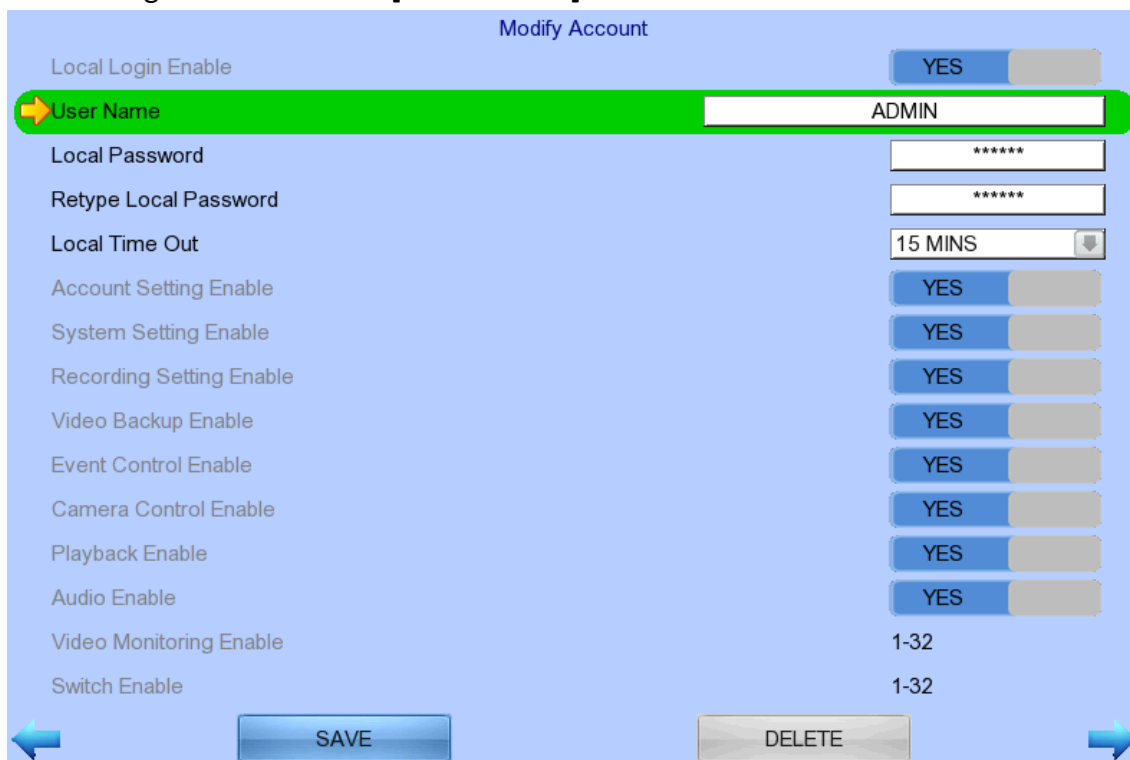 Modify Account
Local Login Enable YES
User Name ADMIN
Local Password ******
Retype Local Password ******
Local Time Out 15 MINS
Account Setting Enable YES
System Setting Enable YES
Recording Setting Enable YES
Video Backup Enable YES
Event Control Enable YES
Camera Control Enable YES
Playback Enable YES
Audio Enable YES
Video Monitoring Enable 1-32
Switch Enable 1-32
SAVE DELETE